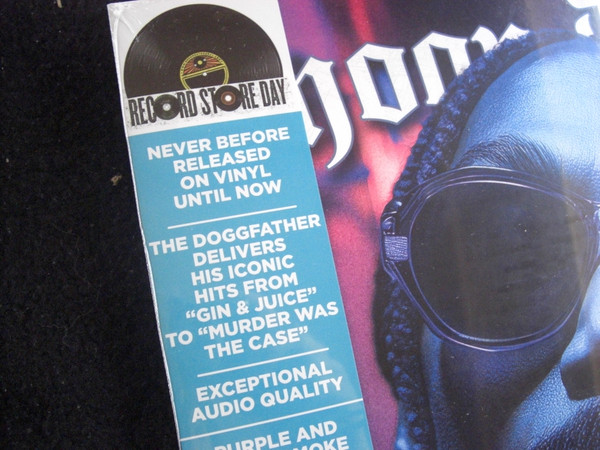 RECORD STORE DAY
NEVER BEFORE
RELEASED
ON VINYL
UNTIL NOW
THE DOGGFATHER
DELIVERS
HIS ICONIC
HITS FROM
“GIN & JUICE”
TO “MURDER WAS
THE CASE”
EXCEPTIONAL
AUDIO QUALITY
PURPLE AND